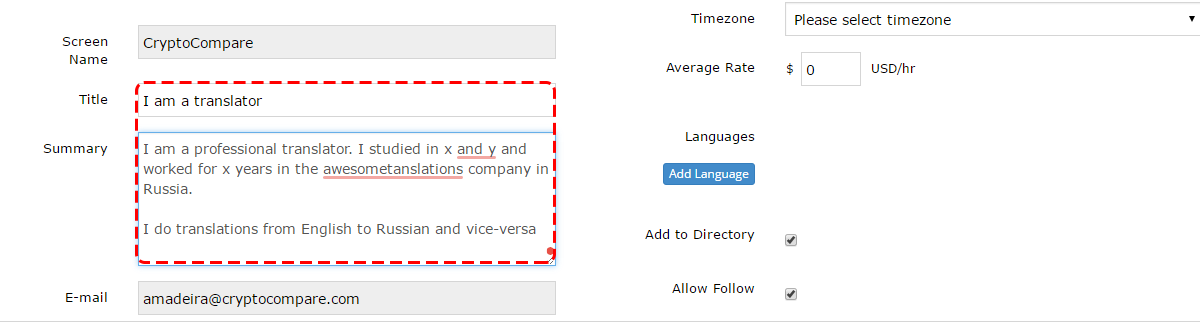 Screen
Name
CryptoCompare
Title
I am a translator
Summary
I am a professional translator. I studied in x and y and
worked for x years in the awesometanslations company in
Russia.
I do translations from English to Russian and vice-versa
E-mail
amadeira@cryptocompare.com
Timezone
Please select timezone
Average Rate
$ 0 USD/hr
Languages
Add Language
Add to Directory
Allow Follow